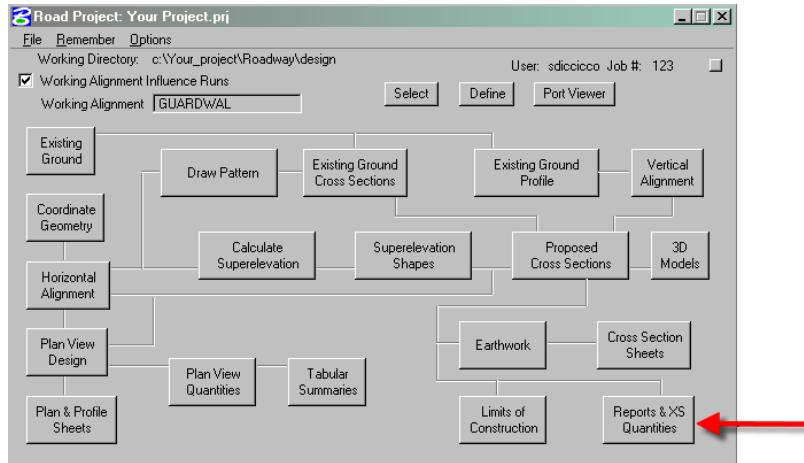 Road Project: Your Project.prj
File Remember Options
Working Directory: c:\Your_project\Roadway\design
User: sdiccicco Job #: 123
Working Alignment Influence Runs
Working Alignment GUARDWAL
Select Define Port Viewer
Existing
Ground
Draw Pattern
Existing Ground
Cross Sections
Existing Ground
Profile
Vertical
Alignment
Coordinate
Geometry
Calculate
Superelevation
Superelevation
Shapes
Proposed
Cross Sections
3D
Models
Horizontal
Alignment
Plan View
Design
Earthwork
Cross Section
Sheets
Plan View
Quantities
Tabular
Summaries
Plan & Profile
Sheets
Limits of
Construction
Reports & XS
Quantities